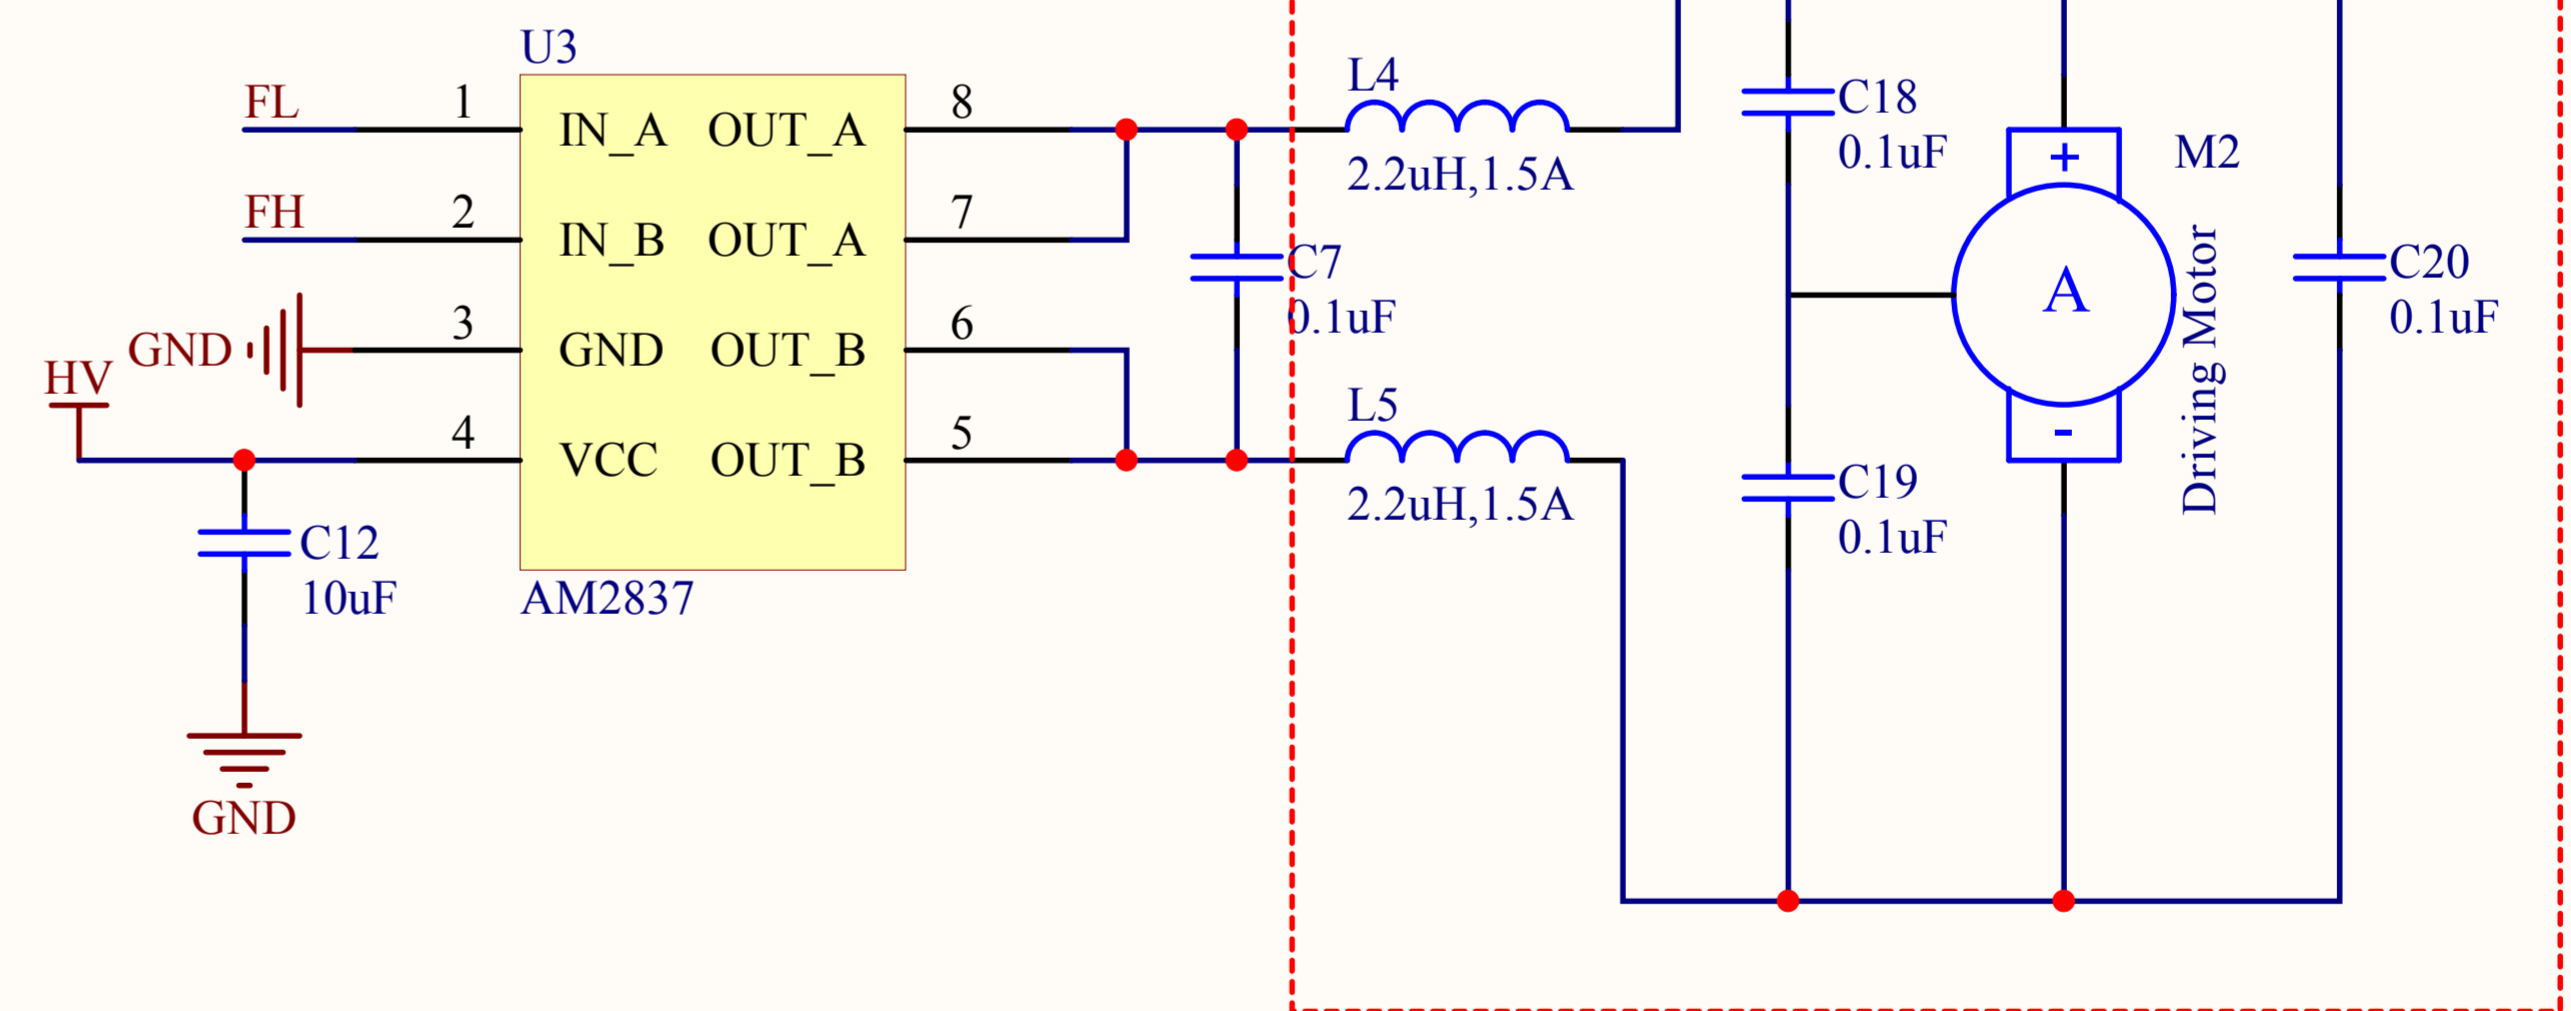 U3
FL
1
IN_A
OUT_A
8
FH
2
IN_B
OUT_A
7
GND
3
GND
OUT_B
6
HV
4
VCC
OUT_B
5
C12
10uF
AM2837
GND
L4
2.2uH,1.5A
C7
0.1uF
L5
2.2uH,1.5A
C18
0.1uF
C19
0.1uF
+
M2
A
-
Driving Motor
C20
0.1uF